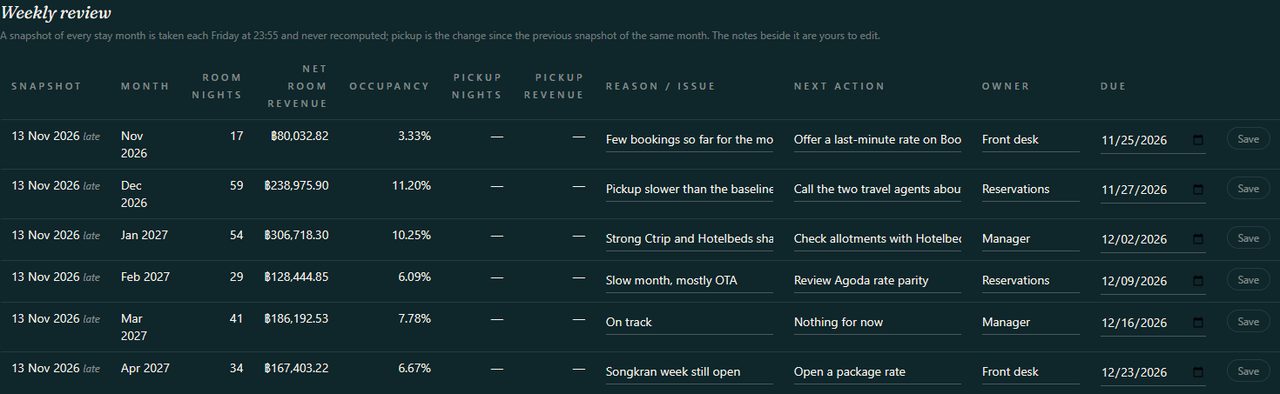 Weekly review
A snapshot of every stay month is taken each Friday at 23:55 and never recomputed; pickup is the change since the previous snapshot of the same month. The notes beside it are yours to edit.
SNAPSHOT MONTH ROOM NIGHTS NET ROOM REVENUE OCCUPANCY PICKUP NIGHTS PICKUP REVENUE REASON / ISSUE NEXT ACTION OWNER DUE
13 Nov 2026 late Nov 2026 17 ฿80,032.82 3.33% — — Few bookings so far for the mo Offer a last-minute rate on Boo Front desk 11/25/2026 Save
13 Nov 2026 late Dec 2026 59 ฿238,975.90 11.20% — — Pickup slower than the baseline Call the two travel agents abou Reservations 11/27/2026 Save
13 Nov 2026 late Jan 2027 54 ฿306,718.30 10.25% — — Strong Ctrip and Hotelbeds sha Check allotments with Hotelbec Manager 12/02/2026 Save
13 Nov 2026 late Feb 2027 29 ฿128,444.85 6.09% — — Slow month, mostly OTA Review Agoda rate parity Reservations 12/09/2026 Save
13 Nov 2026 late Mar 2027 41 ฿186,192.53 7.78% — — On track Nothing for now Manager 12/16/2026 Save
13 Nov 2026 late Apr 2027 34 ฿167,403.22 6.67% — — Songkran week still open Open a package rate Front desk 12/23/2026 Save